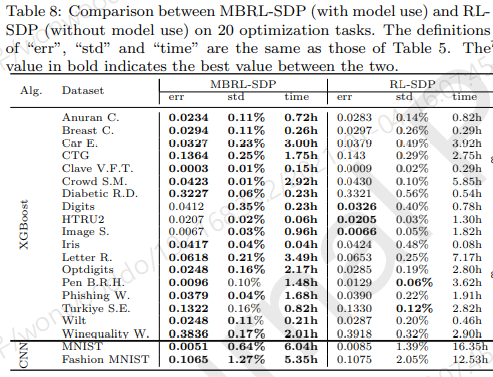 Table 8: Comparison between MBRL-SDP (with model use) and RL-
SDP (without model use) on 20 optimization tasks. The definitions
of “err”, “std” and “time” are the same as those of Table 5. The
value in bold indicates the best value between the two.
Alg. Dataset MBRL-SDP RL-SDP
err std time err std time
XGBoost
Anuran C. 0.0234 0.11% 0.72h 0.0283 0.14% 0.82h
Breast C. 0.0294 0.11% 0.26h 0.0297 0.26% 0.29h
Car E. 0.0327 0.23% 3.00h 0.0379 0.49% 3.92h
CTG 0.1364 0.25% 1.75h 0.143 0.29% 2.75h
Clave V.F.T. 0.0003 0.01% 0.15h 0.0009 0.02% 0.29h
Crowd S.M. 0.0423 0.01% 2.92h 0.0430 0.10% 5.85h
Diabetic R.D. 0.3227 0.06% 0.23h 0.3321 0.56% 0.54h
Digits 0.0412 0.35% 0.23h 0.0326 0.40% 0.78h
HTRU2 0.0207 0.02% 0.06h 0.0205 0.03% 1.30h
Image S. 0.0067 0.03% 0.96h 0.0066 0.05% 1.82h
Iris 0.0417 0.04% 0.04h 0.0424 0.48% 0.08h
Letter R. 0.0618 0.21% 3.49h 0.0653 0.25% 7.17h
Optdigits 0.0248 0.16% 2.17h 0.0285 0.19% 2.80h
Pen B.R.H. 0.0096 0.10% 1.48h 0.0129 0.06% 3.62h
Phishing W. 0.0379 0.04% 1.68h 0.0390 0.22% 1.91h
Turkiye S.E. 0.1322 0.16% 0.82h 0.1330 0.12% 2.82h
Wilt 0.0248 0.11% 0.21h 0.0287 0.20% 0.46h
Winequality W. 0.3836 0.17% 2.01h 0.3918 0.32% 2.90h
CNN
MNIST 0.0051 0.64% 6.04h 0.0085 1.39% 16.35h
Fashion MNIST 0.1065 1.27% 5.35h 0.1075 2.05% 12.53h